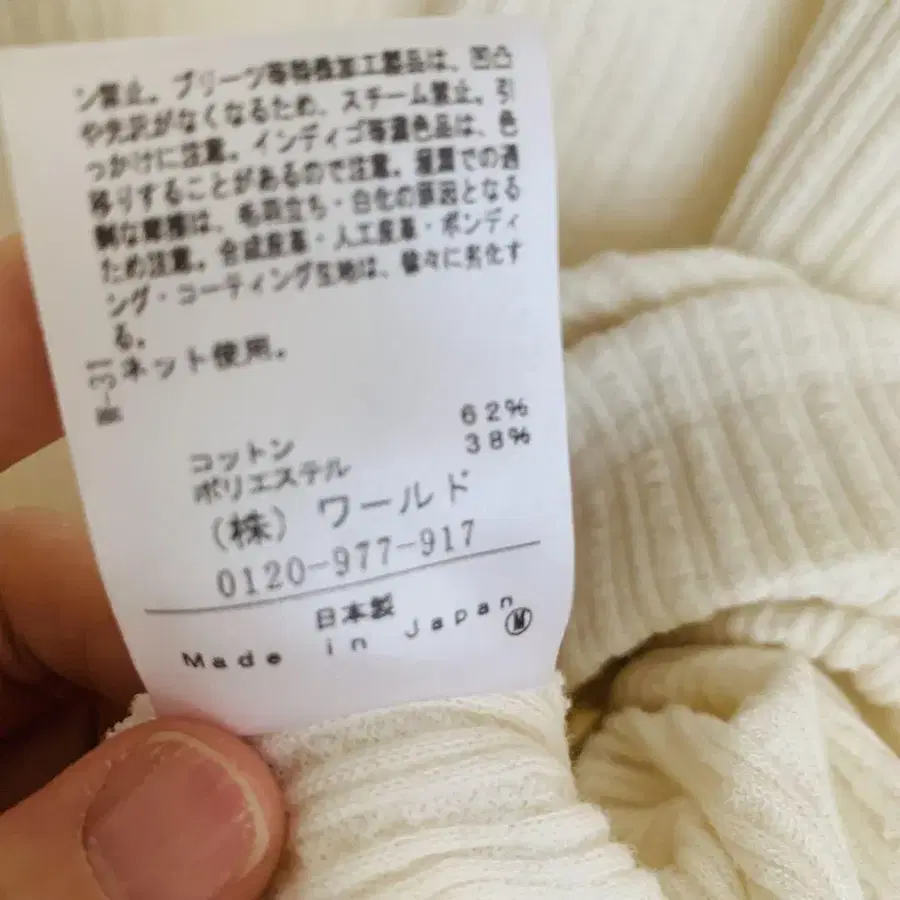 ン禁止。プリーツ等特殊加工製品は、凹凸
や光沢がなくなるため、スチーム禁止。引
っかけに注意。インディゴ等濃色品は、色
移りすることがあるので注意。着用での過
剰な摩擦は、毛羽立ち・白化の原因となる
ため注意。合成皮革・人工皮革・ボンディ
ング・コーティング生地は、徐々に劣化す
る。
ネット使用。
コットン 62%
ポリエステル 38%
(株) ワールド
0120-977-917
日本製
Made in Japan Ⓜ